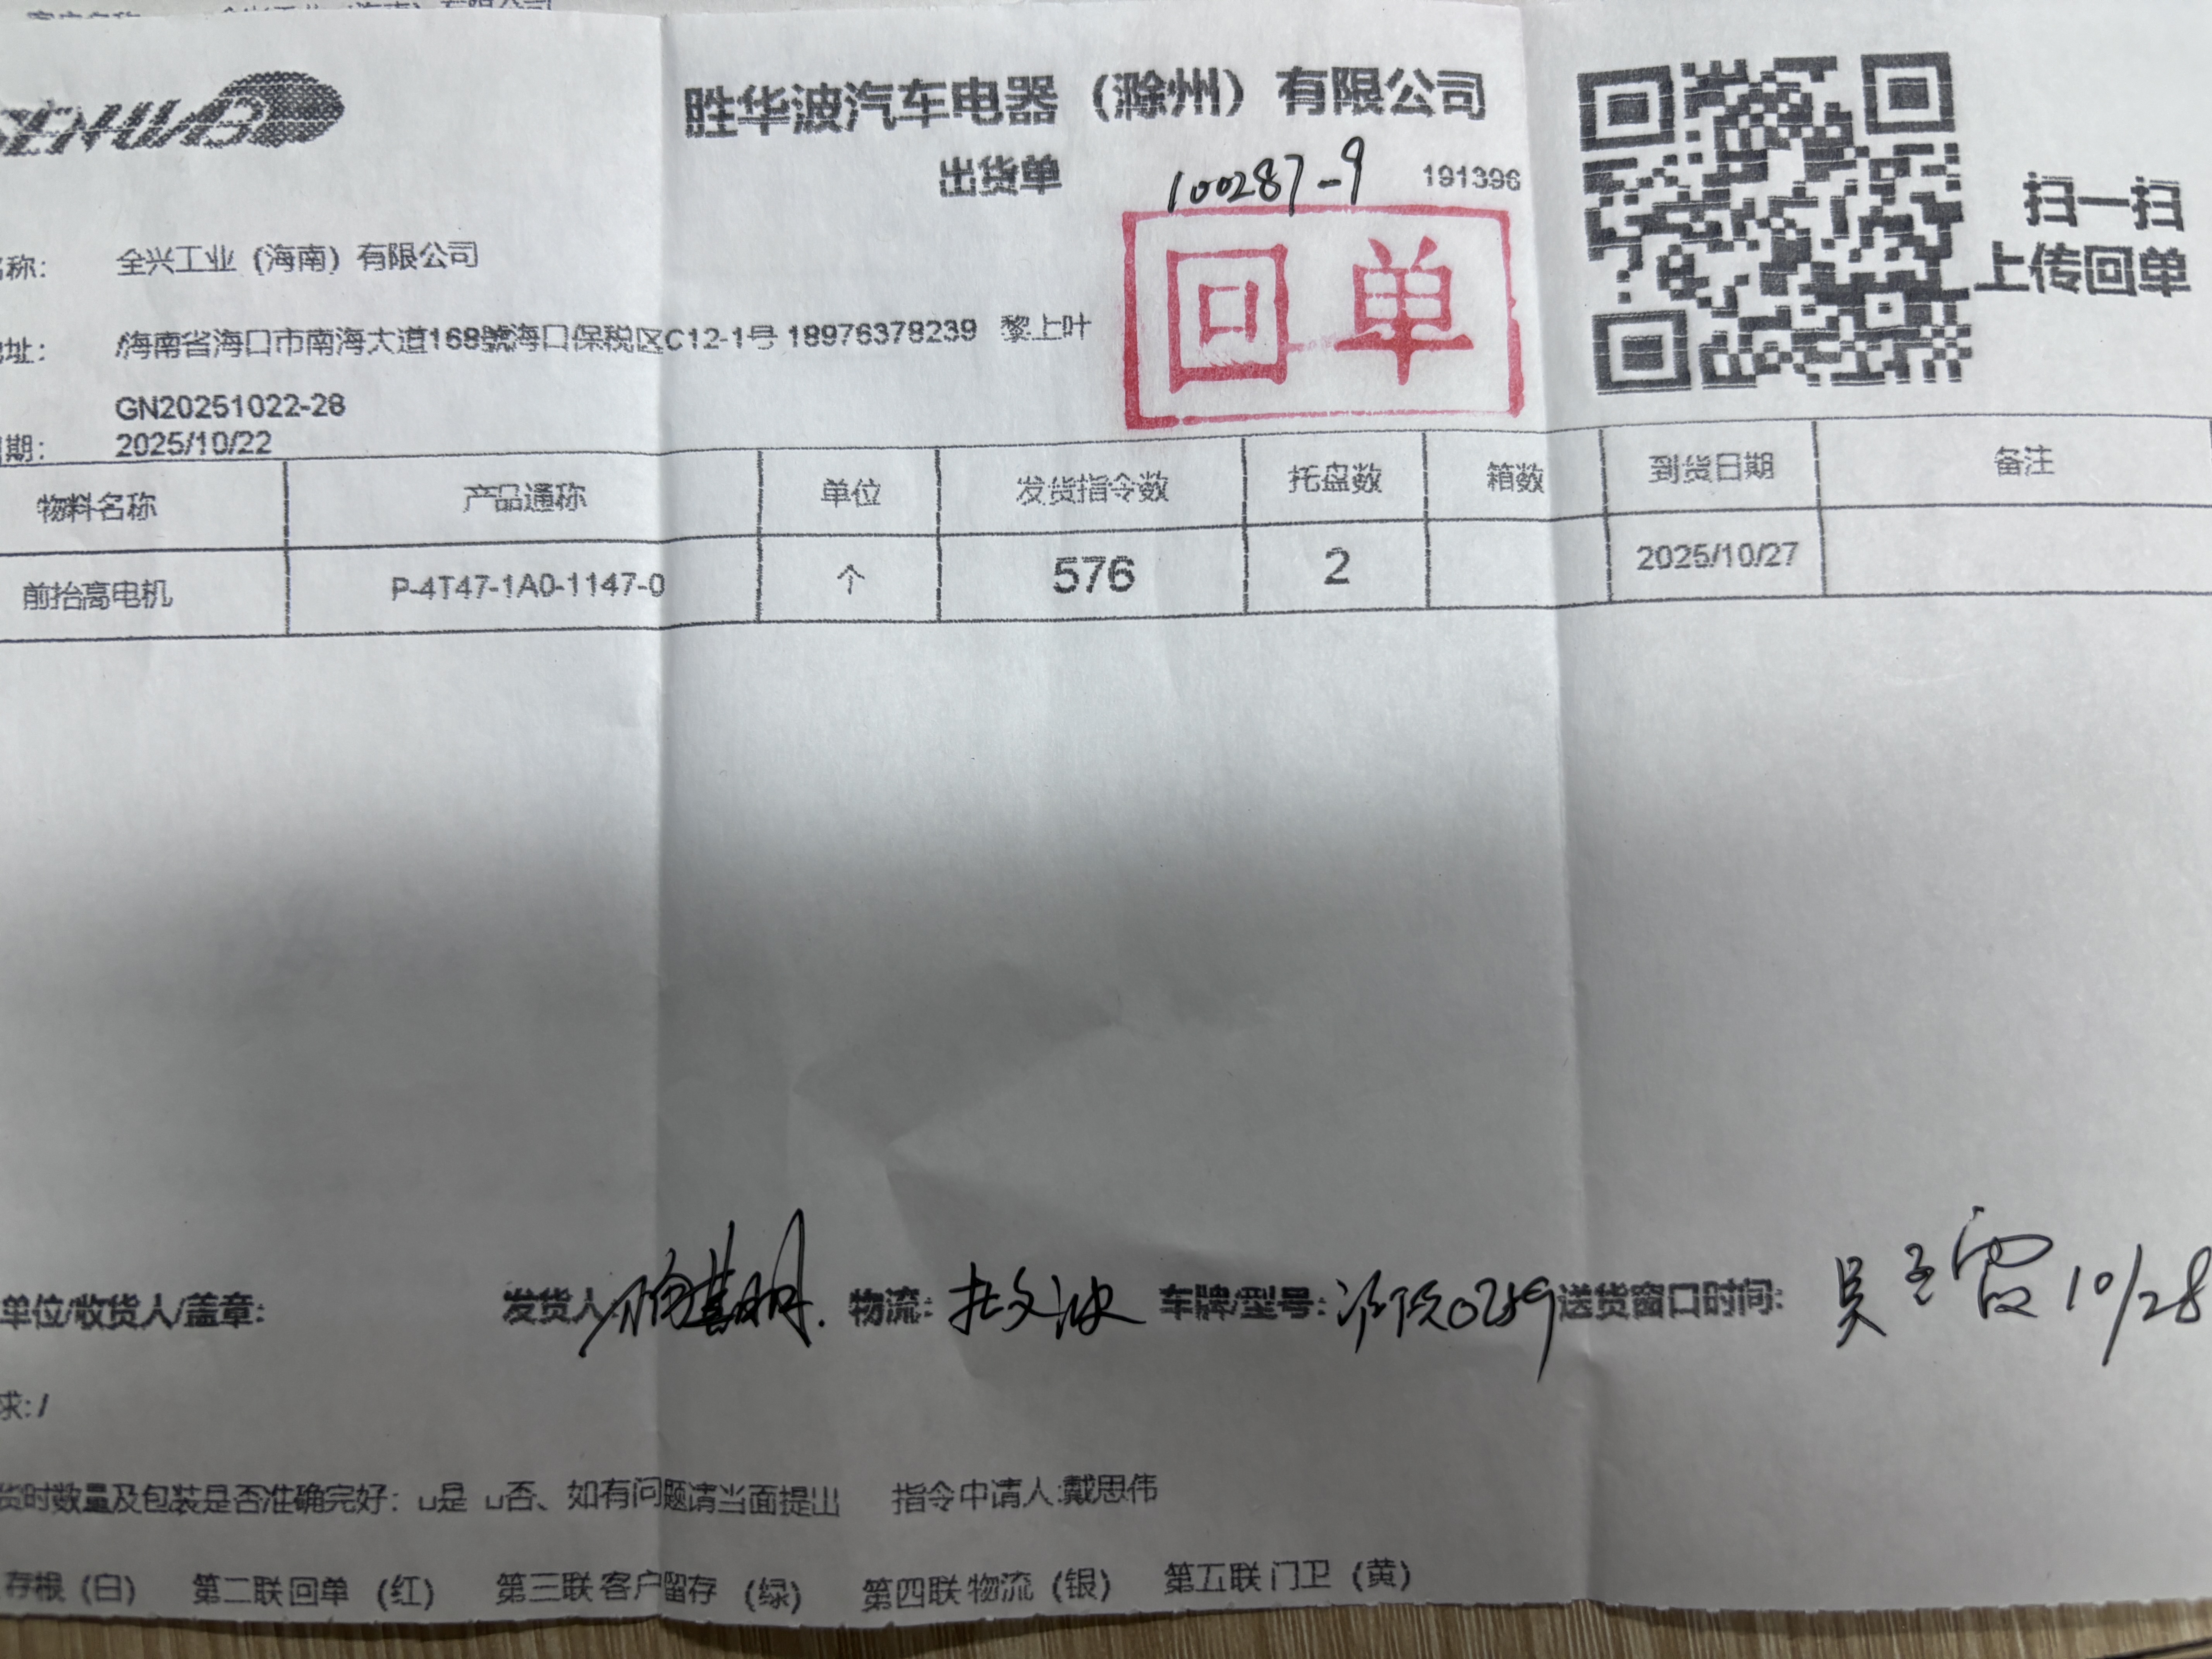 SENHWAB
胜华波汽车电器（滁州）有限公司
出货单 100287-9 191396
扫一扫
上传回单
回单
称： 全兴工业（海南）有限公司
址： /海南省海口市南海大道168號海口保税区C12-1号 18976378239 黎上叶
GN20251022-28
期： 2025/10/22
物料名称 产品通称 单位 发货指令数 托盘数 箱数 到货日期 备注
前抬高电机 P-4T47-1A0-1147-0 个 576 2 2025/10/27
单位/收货人/盖章： 发货人 物流： 车牌/型号： 0259 送货窗口时间： 吴 10/28
求：/
货时数量及包装是否准确完好：u是 u否、如有问题请当面提出 指令申请人:戴思伟
存根（白） 第二联回单（红） 第三联客户留存（绿） 第四联物流（银） 第五联门卫（黄）